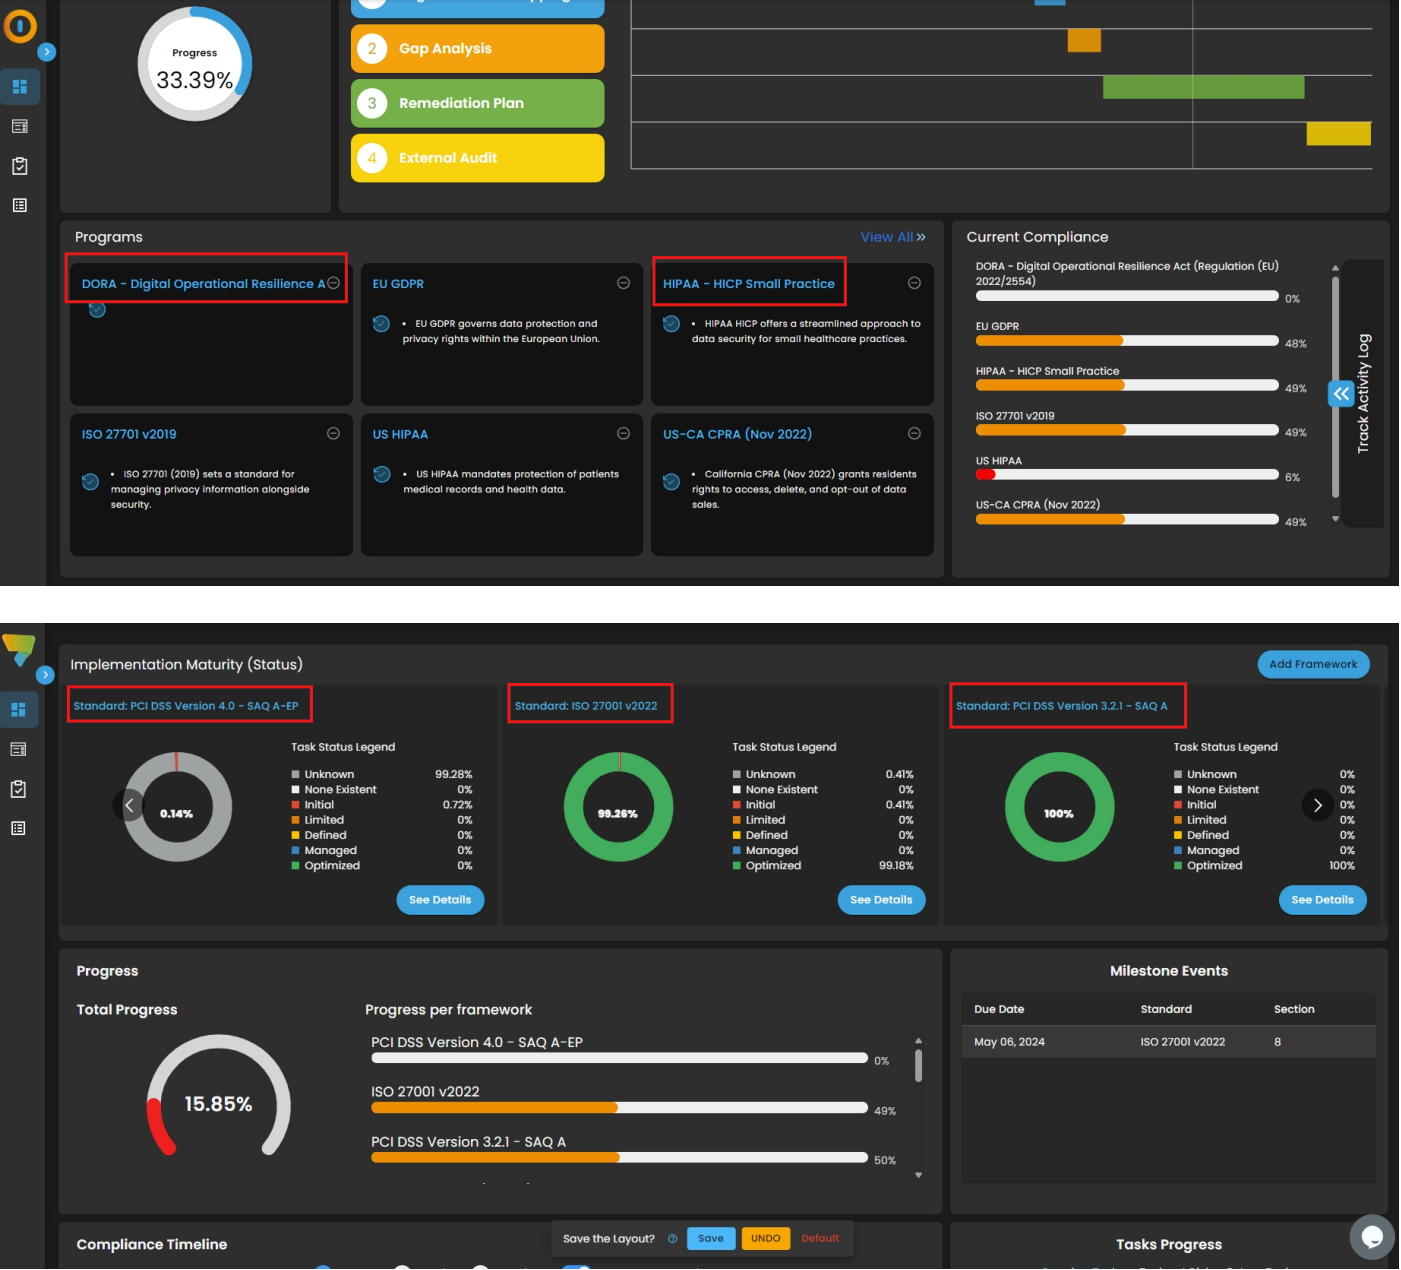 Progress
33.39%
2 Gap Analysis
3 Remediation Plan
4 External Audit
Programs
View All »
DORA - Digital Operational Resilience A
EU GDPR
• EU GDPR governs data protection and
privacy rights within the European Union.
HIPAA - HICP Small Practice
• HIPAA HICP offers a streamlined approach to
data security for small healthcare practices.
ISO 27701 v2019
• ISO 27701 (2019) sets a standard for
managing privacy information alongside
security.
US HIPAA
• US HIPAA mandates protection of patients
medical records and health data.
US-CA CPRA (Nov 2022)
• California CPRA (Nov 2022) grants residents
rights to access, delete, and opt-out of data
sales.
Current Compliance
DORA - Digital Operational Resilience Act (Regulation (EU)
2022/2554)
0%
EU GDPR
48%
HIPAA - HICP Small Practice
49%
ISO 27701 v2019
49%
US HIPAA
6%
US-CA CPRA (Nov 2022)
49%
Track Activity Log
Implementation Maturity (Status)
Add Framework
Standard: PCI DSS Version 4.0 - SAQ A-EP
0.14%
Task Status Legend
Unknown 99.28%
None Existent 0%
Initial 0.72%
Limited 0%
Defined 0%
Managed 0%
Optimized 0%
See Details
Standard: ISO 27001 v2022
99.26%
Task Status Legend
Unknown 0.41%
None Existent 0%
Initial 0.41%
Limited 0%
Defined 0%
Managed 0%
Optimized 99.18%
See Details
Standard: PCI DSS Version 3.2.1 - SAQ A
100%
Task Status Legend
Unknown 0%
None Existent 0%
Initial 0%
Limited 0%
Defined 0%
Managed 0%
Optimized 100%
See Details
Progress
Total Progress
15.85%
Progress per framework
PCI DSS Version 4.0 - SAQ A-EP
0%
ISO 27001 v2022
49%
PCI DSS Version 3.2.1 - SAQ A
50%
Milestone Events
Due Date Standard Section
May 06, 2024 ISO 27001 v2022 8
Compliance Timeline
Save the Layout? Save UNDO Default
Tasks Progress